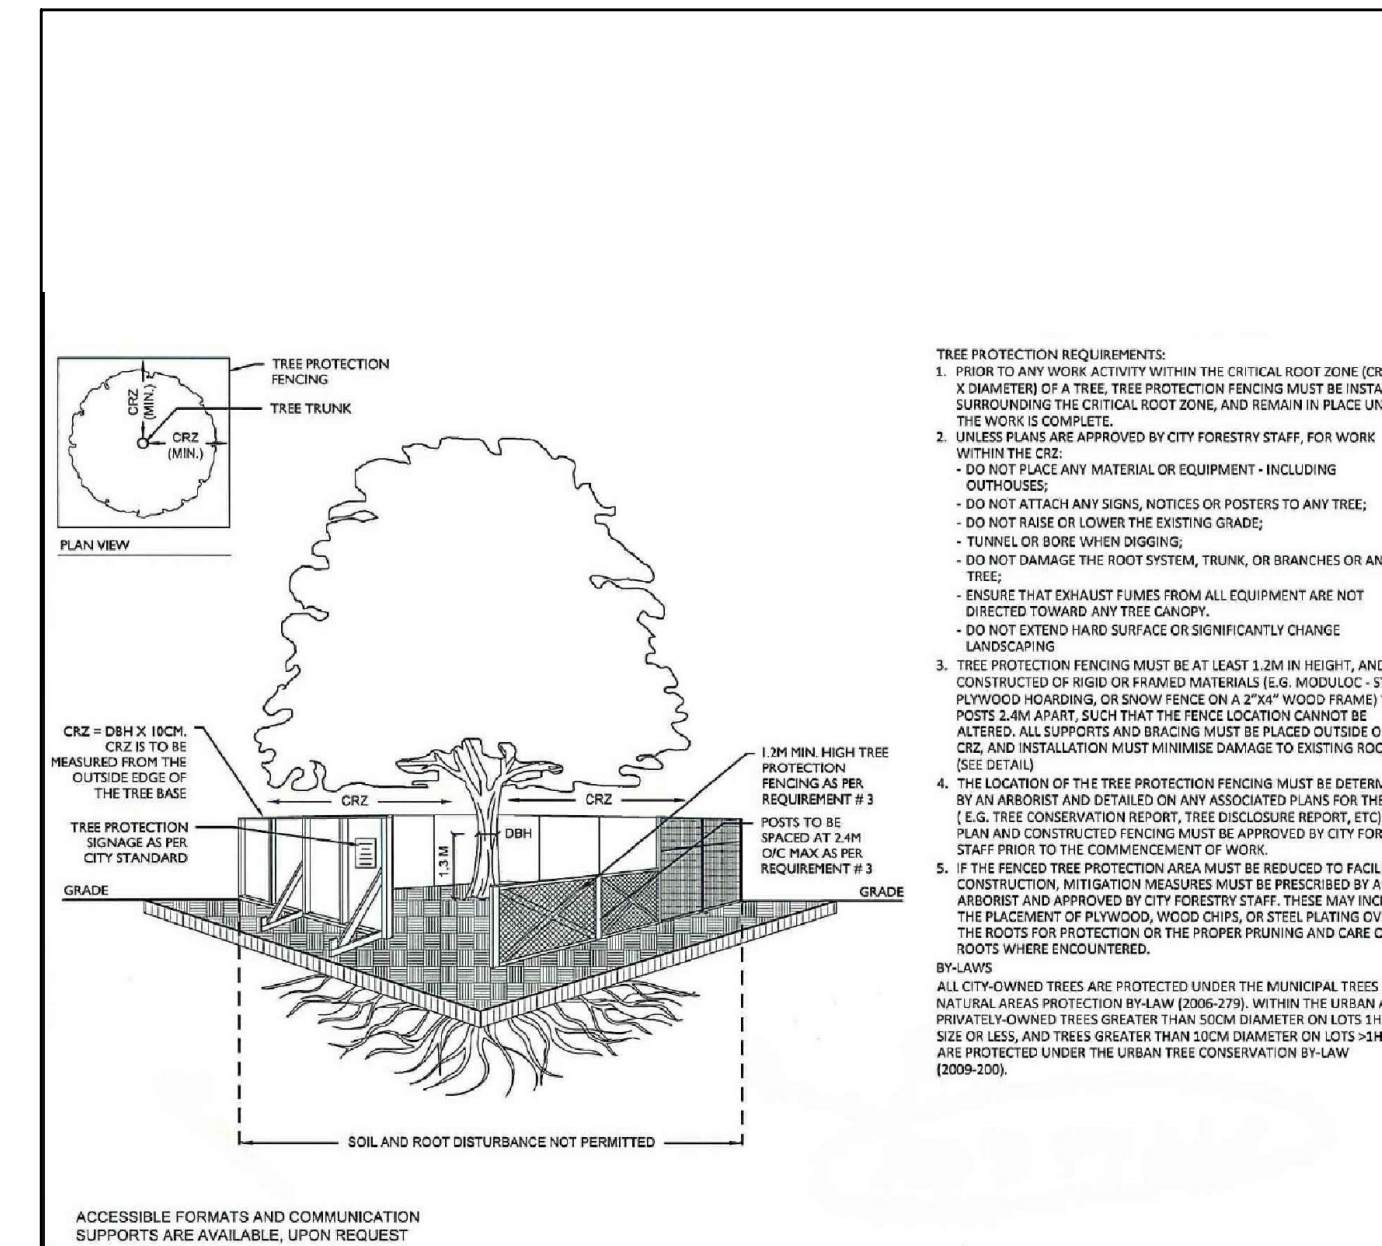 TREE PROTECTION
FENCING
TREE TRUNK
CRZ
(MIN.)
CRZ
(MIN.)
PLAN VIEW
CRZ = DBH X 10CM.
CRZ IS TO BE
MEASURED FROM THE
OUTSIDE EDGE OF
THE TREE BASE
TREE PROTECTION
SIGNAGE AS PER
CITY STANDARD
GRADE
CRZ
CRZ
1.3 M
DBH
1.2M MIN. HIGH TREE
PROTECTION
FENCING AS PER
REQUIREMENT # 3
POSTS TO BE
SPACED AT 2.4M
O/C MAX AS PER
REQUIREMENT # 3
GRADE
SOIL AND ROOT DISTURBANCE NOT PERMITTED
ACCESSIBLE FORMATS AND COMMUNICATION
SUPPORTS ARE AVAILABLE, UPON REQUEST
TREE PROTECTION REQUIREMENTS:
1. PRIOR TO ANY WORK ACTIVITY WITHIN THE CRITICAL ROOT ZONE (CR
X DIAMETER) OF A TREE, TREE PROTECTION FENCING MUST BE INSTA
SURROUNDING THE CRITICAL ROOT ZONE, AND REMAIN IN PLACE UN
THE WORK IS COMPLETE.
2. UNLESS PLANS ARE APPROVED BY CITY FORESTRY STAFF, FOR WORK
WITHIN THE CRZ:
- DO NOT PLACE ANY MATERIAL OR EQUIPMENT - INCLUDING
OUTHOUSES;
- DO NOT ATTACH ANY SIGNS, NOTICES OR POSTERS TO ANY TREE;
- DO NOT RAISE OR LOWER THE EXISTING GRADE;
- TUNNEL OR BORE WHEN DIGGING;
- DO NOT DAMAGE THE ROOT SYSTEM, TRUNK, OR BRANCHES OR AN
TREE;
- ENSURE THAT EXHAUST FUMES FROM ALL EQUIPMENT ARE NOT
DIRECTED TOWARD ANY TREE CANOPY.
- DO NOT EXTEND HARD SURFACE OR SIGNIFICANTLY CHANGE
LANDSCAPING
3. TREE PROTECTION FENCING MUST BE AT LEAST 1.2M IN HEIGHT, AND
CONSTRUCTED OF RIGID OR FRAMED MATERIALS (E.G. MODULOC - S
PLYWOOD HOARDING, OR SNOW FENCE ON A 2"X4" WOOD FRAME)
POSTS 2.4M APART, SUCH THAT THE FENCE LOCATION CANNOT BE
ALTERED. ALL SUPPORTS AND BRACING MUST BE PLACED OUTSIDE O
CRZ, AND INSTALLATION MUST MINIMISE DAMAGE TO EXISTING ROO
(SEE DETAIL)
4. THE LOCATION OF THE TREE PROTECTION FENCING MUST BE DETERM
BY AN ARBORIST AND DETAILED ON ANY ASSOCIATED PLANS FOR THE
( E.G. TREE CONSERVATION REPORT, TREE DISCLOSURE REPORT, ETC)
PLAN AND CONSTRUCTED FENCING MUST BE APPROVED BY CITY FOR
STAFF PRIOR TO THE COMMENCEMENT OF WORK.
5. IF THE FENCED TREE PROTECTION AREA MUST BE REDUCED TO FACIL
CONSTRUCTION, MITIGATION MEASURES MUST BE PRESCRIBED BY A
ARBORIST AND APPROVED BY CITY FORESTRY STAFF. THESE MAY INCL
THE PLACEMENT OF PLYWOOD, WOOD CHIPS, OR STEEL PLATING OV
THE ROOTS FOR PROTECTION OR THE PROPER PRUNING AND CARE O
ROOTS WHERE ENCOUNTERED.
BY-LAWS
ALL CITY-OWNED TREES ARE PROTECTED UNDER THE MUNICIPAL TREES
NATURAL AREAS PROTECTION BY-LAW (2006-279). WITHIN THE URBAN A
PRIVATELY-OWNED TREES GREATER THAN 50CM DIAMETER ON LOTS 1H
SIZE OR LESS, AND TREES GREATER THAN 10CM DIAMETER ON LOTS >1H
ARE PROTECTED UNDER THE URBAN TREE CONSERVATION BY-LAW
(2009-200).